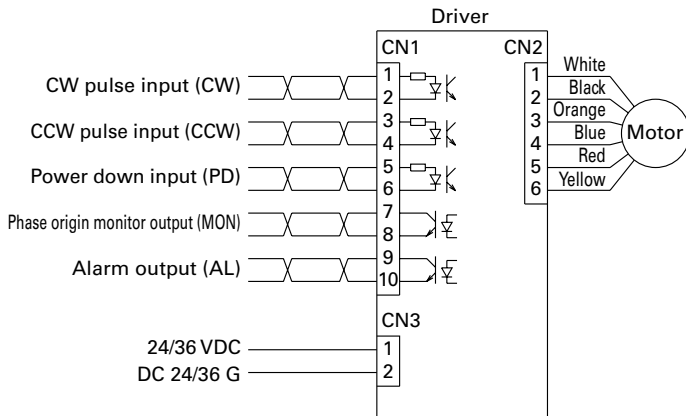 Driver
CN1
CN2
CW pulse input (CW)
1
2
CCW pulse input (CCW)
3
4
Power down input (PD)
5
6
Phase origin monitor output (MON)
7
8
Alarm output (AL)
9
10
1
White
2
Black
3
Orange
4
Blue
5
Red
6
Yellow
Motor
CN3
24/36 VDC
1
DC 24/36 G
2